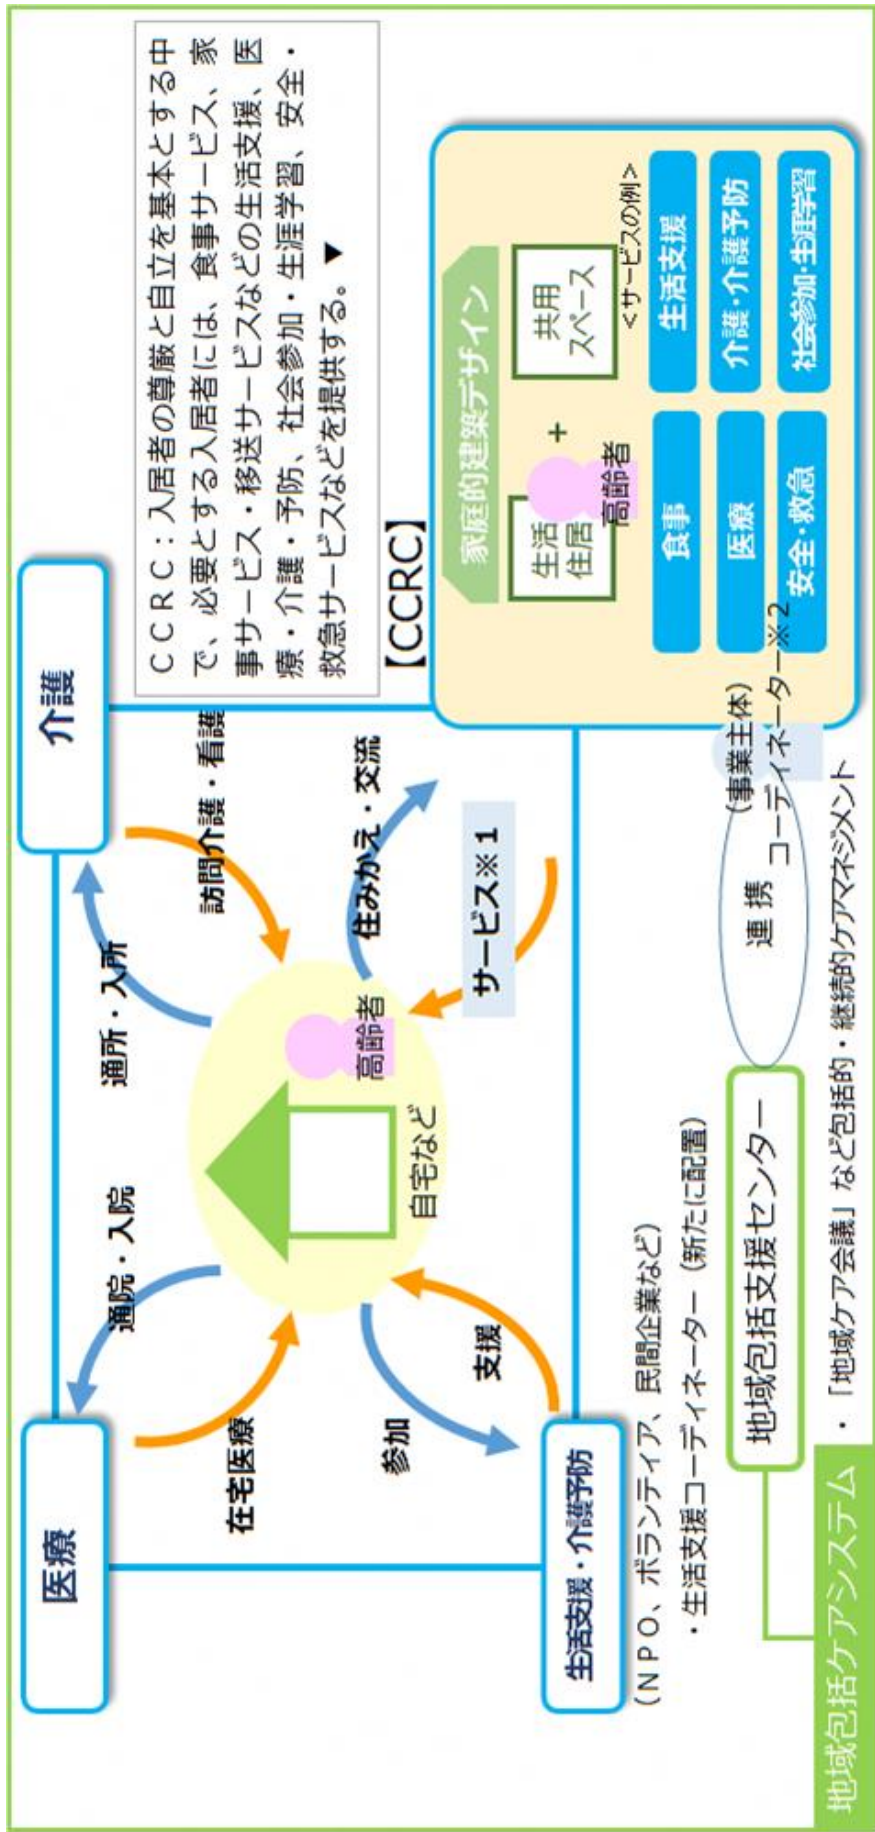 医療
介護
通院・入院
通所・入所
在宅医療
訪問介護・看護
参加
支援
高齢者
自宅など
住みかえ・交流
サービス※1
生活支援・介護予防
(NPO、ボランティア、民間企業など)
・生活支援コーディネーター(新たに配置)
CCRC:入居者の尊厳と自立を基本とする中
で、必要とする入居者には、食事サービス、家
事サービス・移送サービスなどの生活支援、医
療・介護・予防、社会参加・生涯学習、安全・
救急サービスなどを提供する。▼
【CCRC】
家庭的建築デザイン
生活
住居
+
共用
スペース
高齢者
<サービスの例>
食事
生活支援
医療
介護・介護予防
安全・救急
社会参加・生涯学習
(事業主体)
コーディネーター※2
連携
地域包括支援センター
・「地域ケア会議」など包括的・継続的ケアマネジメント
地域包括ケアシステム